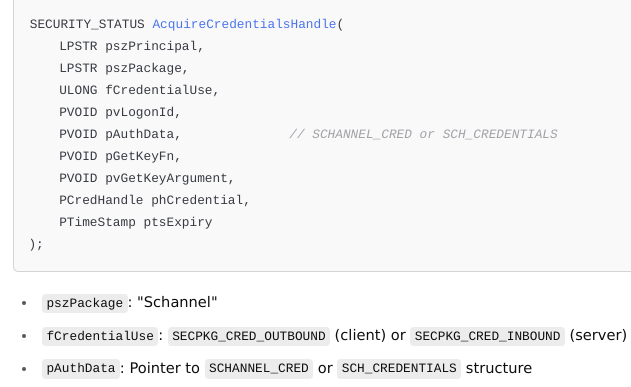 SECURITY_STATUS AcquireCredentialsHandle(
    LPSTR pszPrincipal,
    LPSTR pszPackage,
    ULONG fCredentialUse,
    PVOID pvLogonId,
    PVOID pAuthData,              // SCHANNEL_CRED or SCH_CREDENTIALS
    PVOID pGetKeyFn,
    PVOID pvGetKeyArgument,
    PCredHandle phCredential,
    PTimeStamp ptsExpiry
);
• pszPackage: "Schannel"
• fCredentialUse: SECPKG_CRED_OUTBOUND (client) or SECPKG_CRED_INBOUND (server)
• pAuthData: Pointer to SCHANNEL_CRED or SCH_CREDENTIALS structure